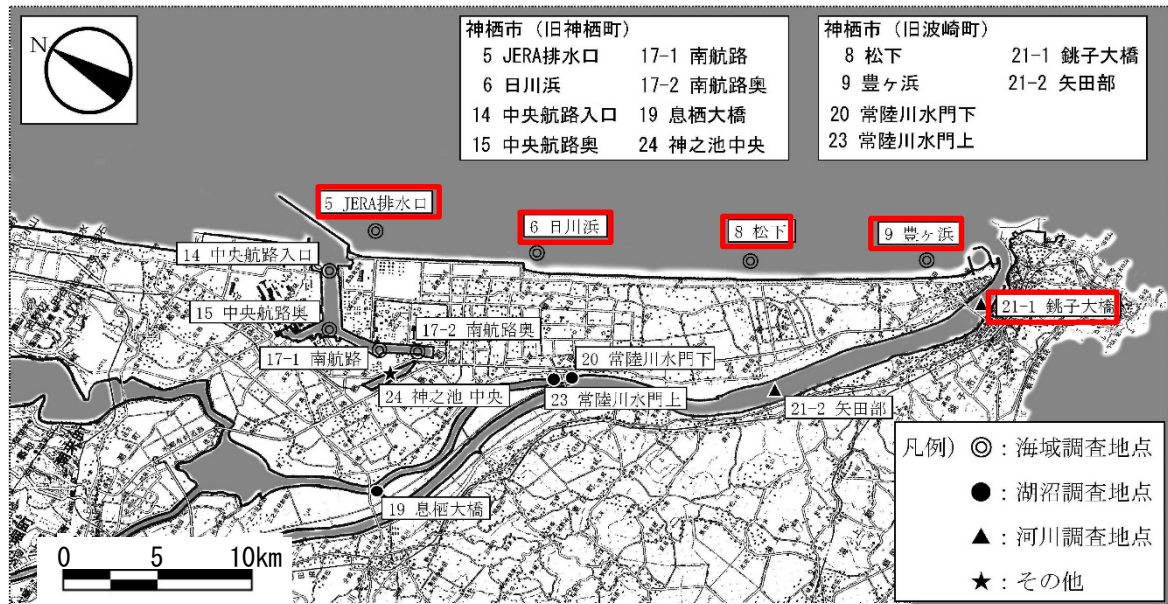 N
神栖市（旧神栖町）
5 JERA排水口 17-1 南航路
6 日川浜 17-2 南航路奥
14 中央航路入口 19 息栖大橋
15 中央航路奥 24 神之池中央
神栖市（旧波崎町）
8 松下 21-1 銚子大橋
9 豊ヶ浜 21-2 矢田部
20 常陸川水門下
23 常陸川水門上
5 JERA排水口
6 日川浜
8 松下
9 豊ヶ浜
14 中央航路入口
15 中央航路奥
17-2 南航路奥
21-1 銚子大橋
17-1 南航路
20 常陸川水門下
24 神之池 中央
23 常陸川水門上
21-2 矢田部
19 息栖大橋
凡例) ◎：海域調査地点
●：湖沼調査地点
▲：河川調査地点
★：その他
0 5 10km